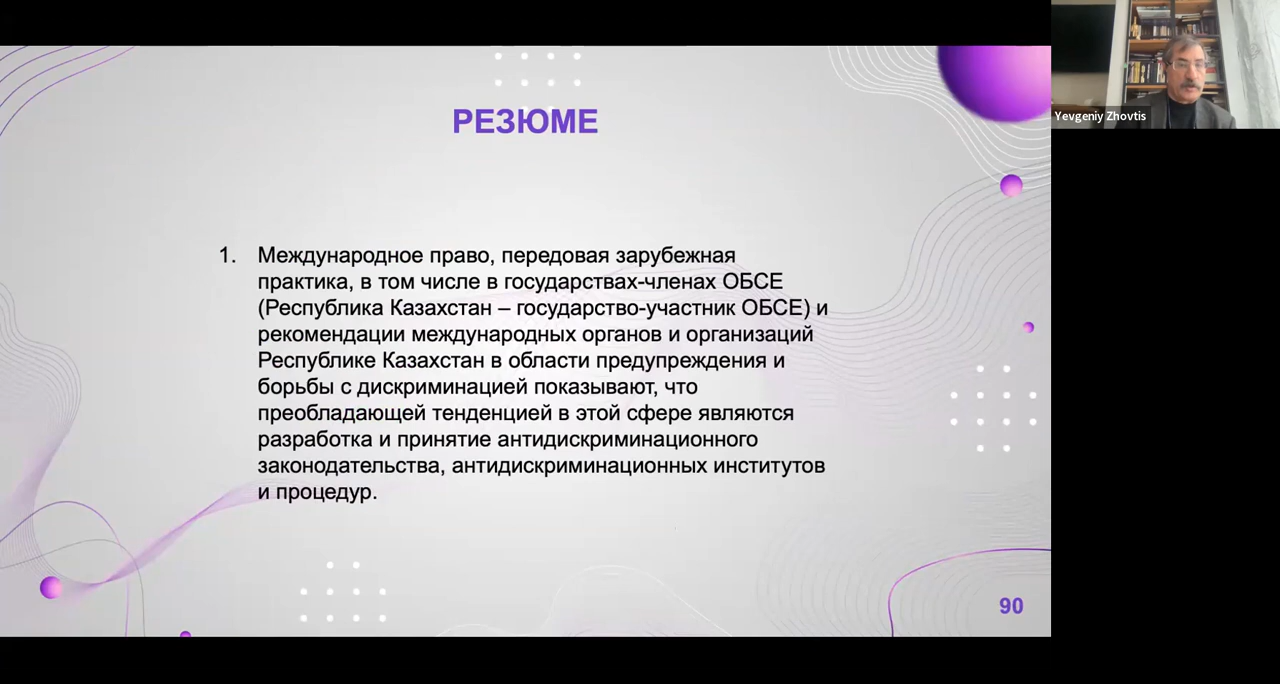 РЕЗЮМЕ
1. Международное право, передовая зарубежная
практика, в том числе в государствах-членах ОБСЕ
(Республика Казахстан – государство-участник ОБСЕ) и
рекомендации международных органов и организаций
Республике Казахстан в области предупреждения и
борьбы с дискриминацией показывают, что
преобладающей тенденцией в этой сфере являются
разработка и принятие антидискриминационного
законодательства, антидискриминационных институтов
и процедур.
90
Yevgeniy Zhovtis